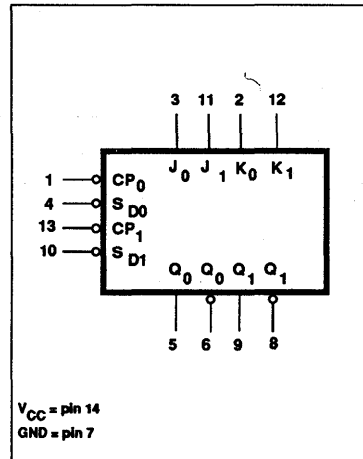 3 11 2 12
J0 J1 K0 K1
1 CP0
4 SD0
13 CP1
10 SD1
Q0 Q0 Q1 Q1
5 6 9 8
VCC = pin 14
GND = pin 7